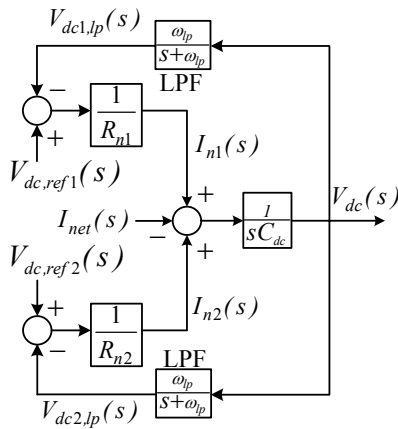 V_{dc1,lp}(s)
ω_{lp}
s+ω_{lp}
LPF
−
+
1
R_{n1}
I_{n1}(s)
V_{dc,ref1}(s)
+
V_{dc}(s)
I_{net}(s)
−
+
1
sC_{dc}
V_{dc,ref2}(s)
+
−
1
R_{n2}
I_{n2}(s)
LPF
ω_{lp}
s+ω_{lp}
V_{dc2,lp}(s)